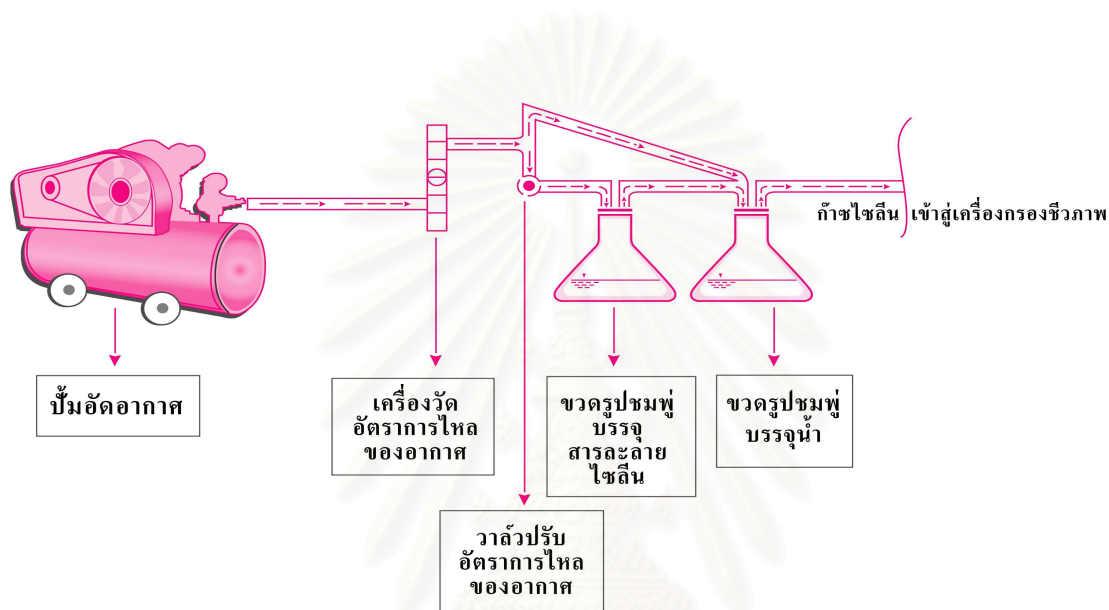 ก๊าซไซลีน
เข้าสู่เครื่องกรองชีวภาพ
ปั้มอัดอากาศ
เครื่องวัด
อัตราการไหล
ของอากาศ
ขวดรูปชมพู่
บรรจุ
สารละลาย
ไซลีน
ขวดรูปชมพู่
บรรจุน้ำ
วาล์วปรับ
อัตราการไหล
ของอากาศ